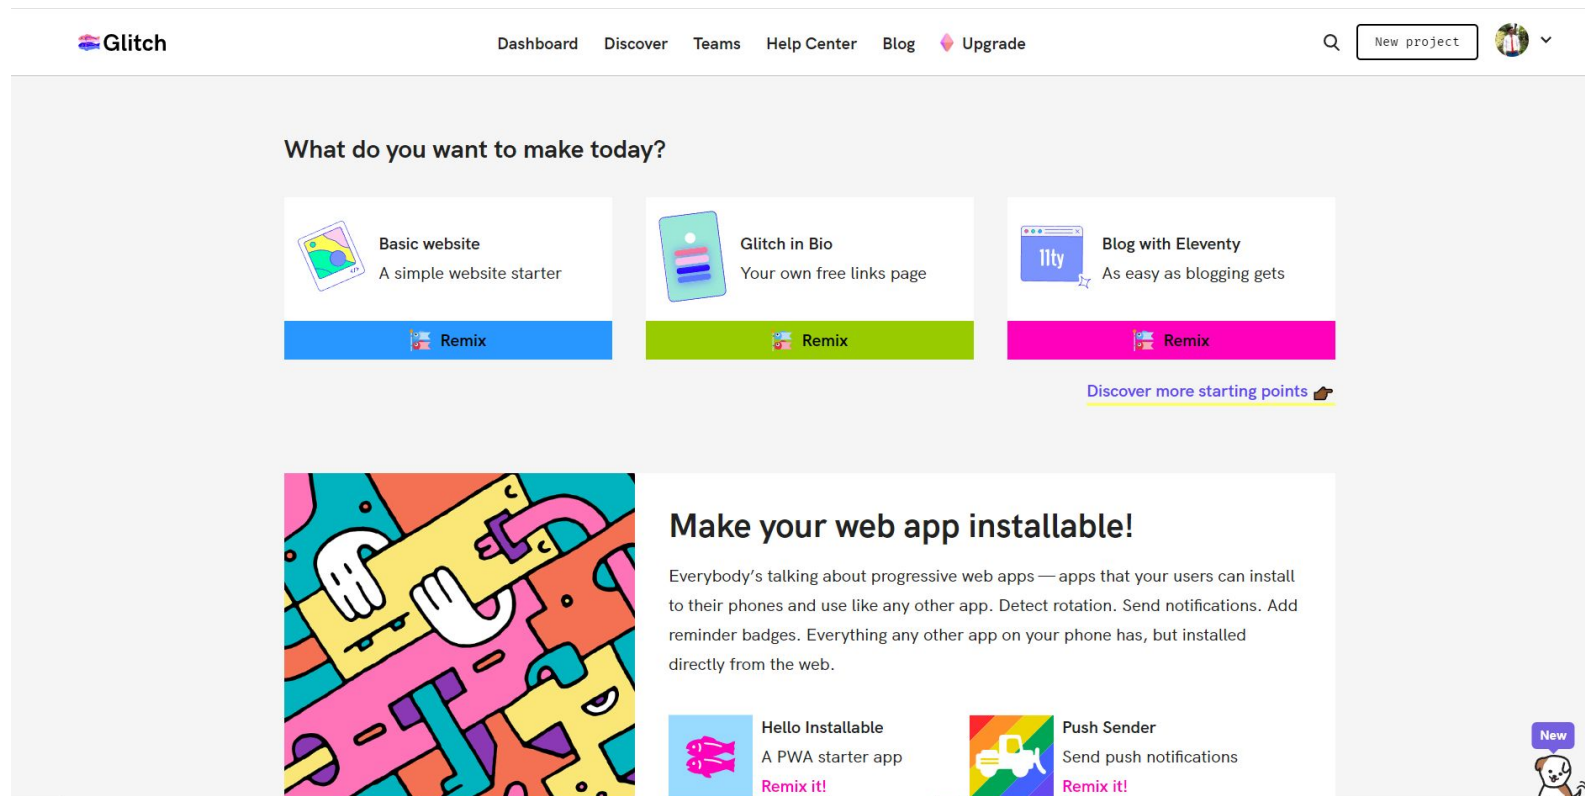 Glitch
Dashboard Discover Teams Help Center Blog Upgrade
New project
What do you want to make today?
Basic website
A simple website starter
Remix
Glitch in Bio
Your own free links page
Remix
11ty
Blog with Eleventy
As easy as blogging gets
Remix
Discover more starting points
Make your web app installable!
Everybody’s talking about progressive web apps — apps that your users can install
to their phones and use like any other app. Detect rotation. Send notifications. Add
reminder badges. Everything any other app on your phone has, but installed
directly from the web.
Hello Installable
A PWA starter app
Remix it!
Push Sender
Send push notifications
Remix it!
New